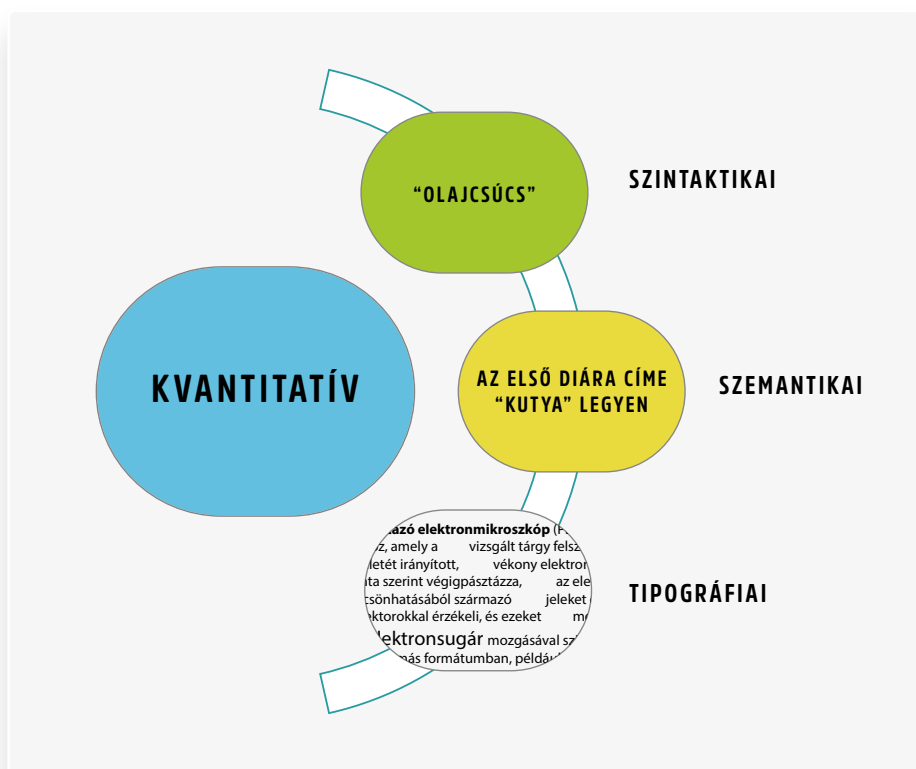 “OLAJCSÚCS”
SZINTAKTIKAI
KVANTITATÍV
AZ ELSŐ DIÁRA CÍME
“KUTYA” LEGYEN
SZEMANTIKAI
elektronmikroszkóp
amely a vizsgált tárgy
irányított, vékony
szerint végigpásztázza, az
származó jeleket
érzékeli, és ezeket
mozgásával
más formátumban,
TIPOGRÁFIAI